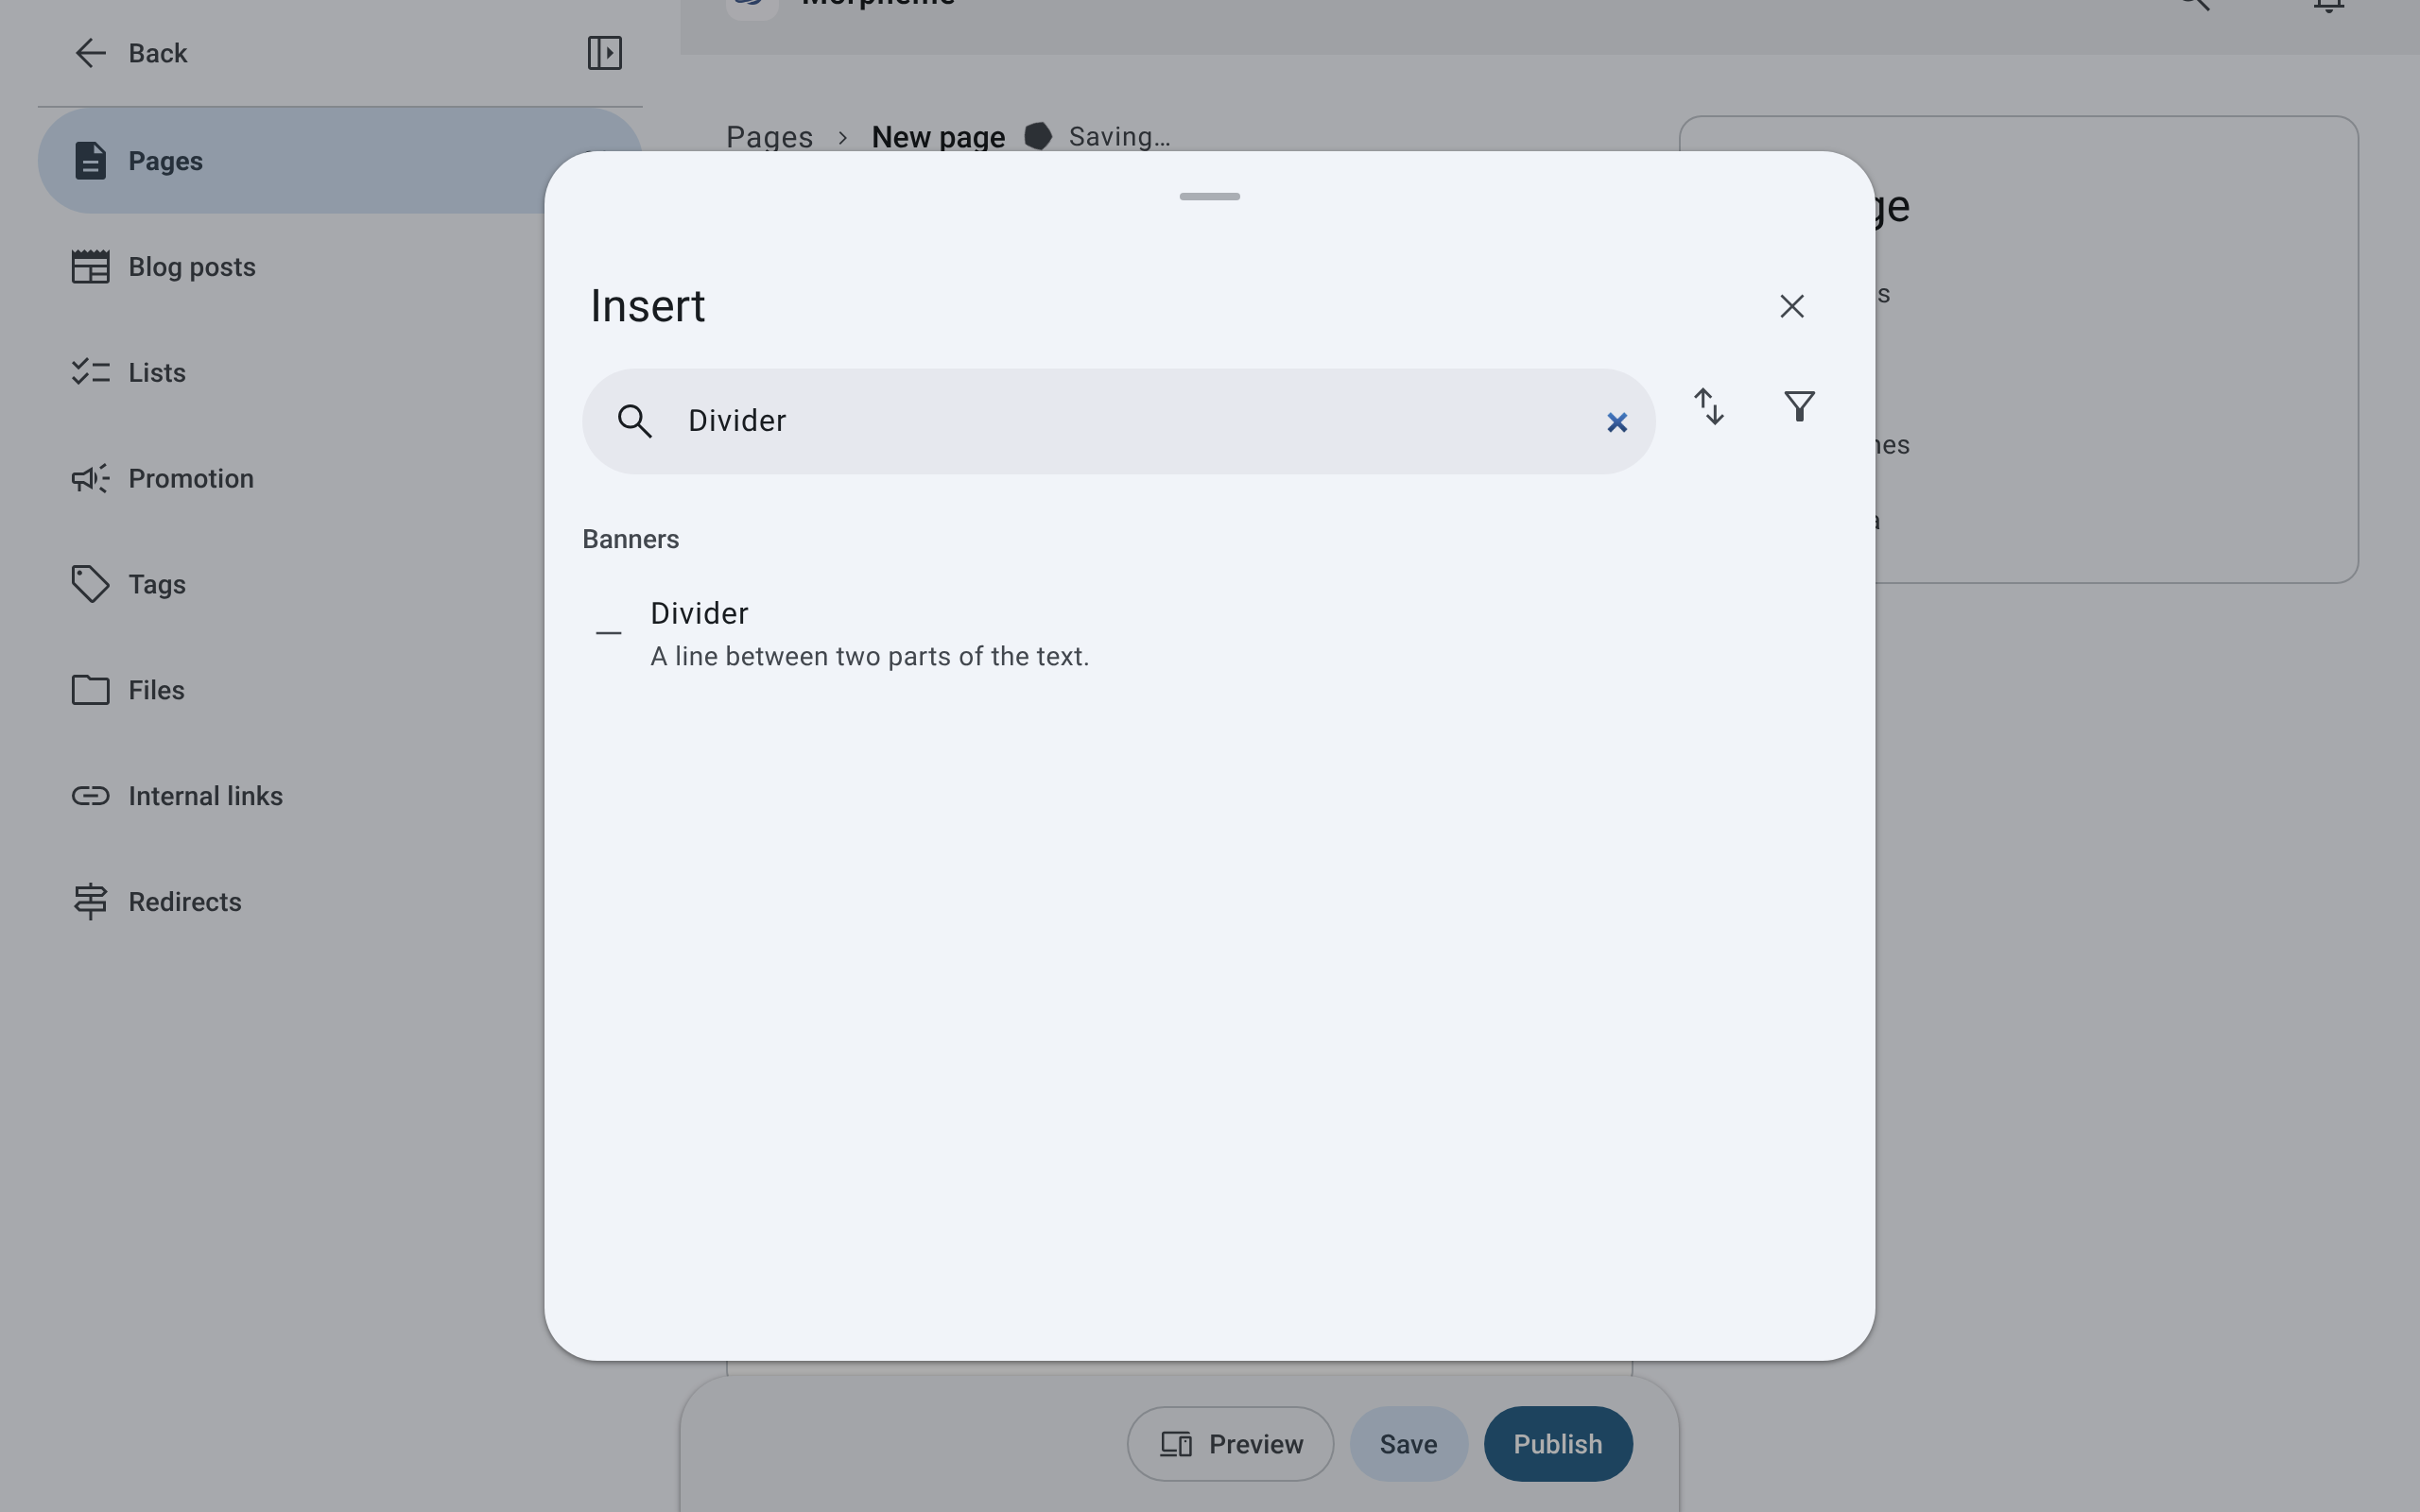 Back
Pages
Blog posts
Lists
Promotion
Tags
Files
Internal links
Redirects
Pages > New page Saving...
Insert
Divider
Banners
Divider
A line between two parts of the text.
Preview Save Publish